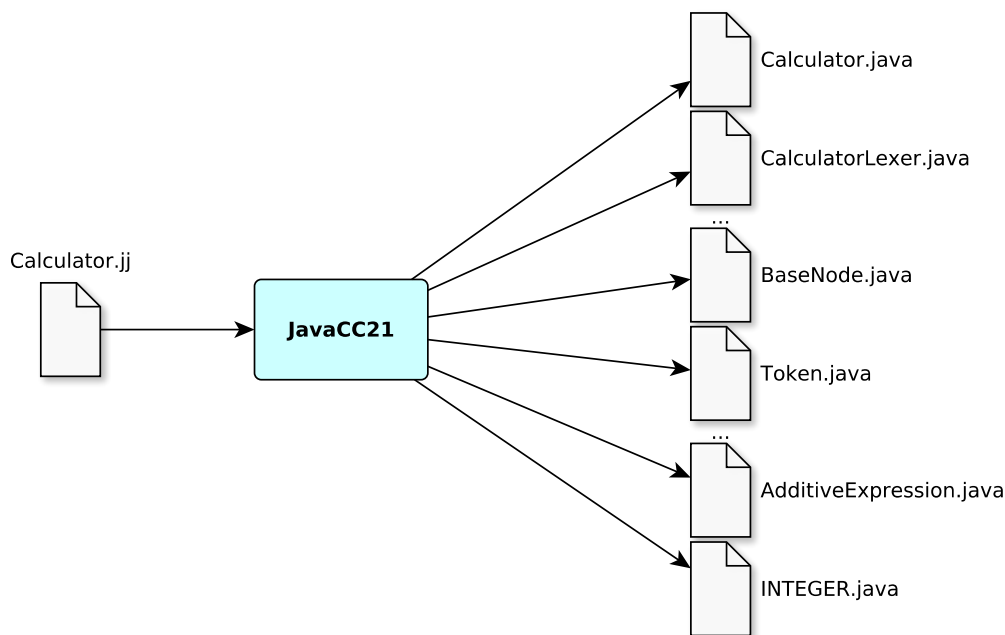 Calculator.java
CalculatorLexer.java
...
Calculator.jj
BaseNode.java
JavaCC21
Token.java
...
AdditiveExpression.java
INTEGER.java